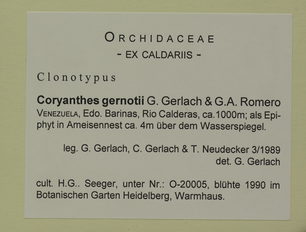 ORCHIDACEAE
- EX CALDARIIS -
Clonotypus
Coryanthes gernotii G. Gerlach & G.A. Romero
VENEZUELA, Edo. Barinas, Rio Calderas, ca.1000m; als Epi-
phyt in Ameisennest ca. 4m über dem Wasserspiegel.
leg. G. Gerlach, C. Gerlach & T. Neudecker 3/1989
det. G. Gerlach
cult. H.G.. Seeger, unter Nr.: O-20005, blühte 1990 im
Botanischen Garten Heidelberg, Warmhaus.